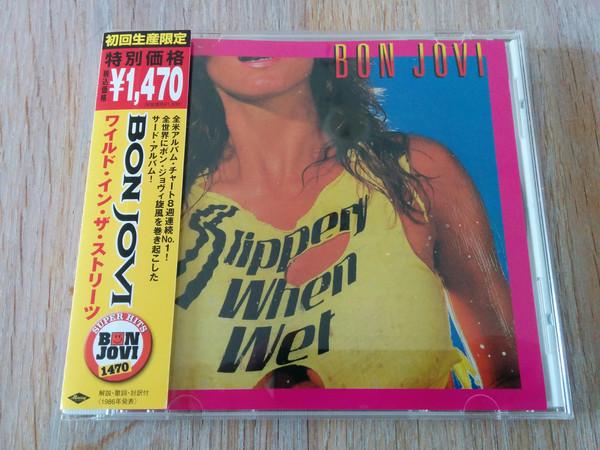 初回生産限定
特別価格
税込価格
¥1,470
BON JOVI
ワイルド・イン・ザ・ストリーツ
全米アルバム・チャート8週連続No.1!
全世界にボン・ジョヴィ旋風を巻き起こした
サード・アルバム!
SUPER HITS
BON
JOVI
1470
解説・歌詞・対訳付
(1986年発表)
BON JOVI
Slippery
When
Wet